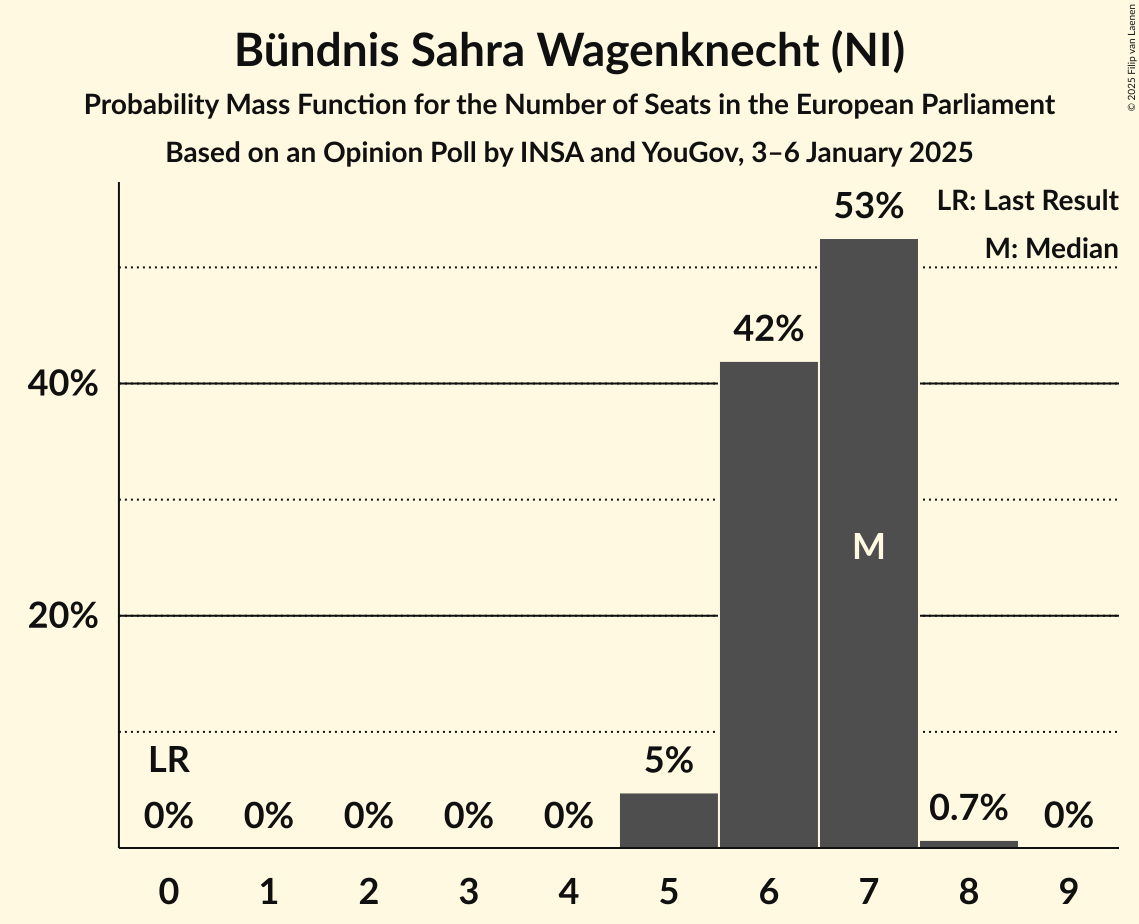 Bündnis Sahra Wagenknecht (NI)
Probability Mass Function for the Number of Seats in the European Parliament
Based on an Opinion Poll by INSA and YouGov, 3–6 January 2025
© 2025 Filip van Laenen
LR: Last Result
M: Median
53%
42%
40%
M
20%
LR
5%
0% 0% 0% 0% 0% 0.7% 0%
0 1 2 3 4 5 6 7 8 9